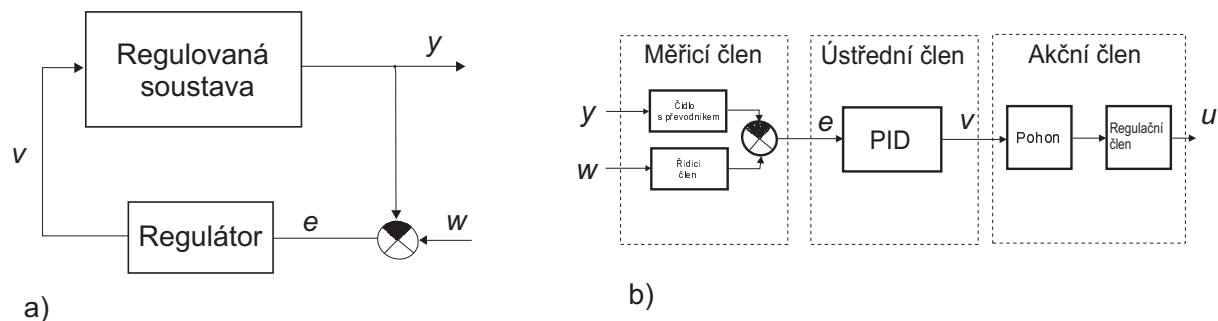 Regulovaná
soustava
y
v
Regulátor
e
w
a)
Měřicí člen
Ústřední člen
Akční člen
y
Čidlo
s převodníkem
w
Řídicí
člen
e
PID
v
Pohon
Regulační
člen
u
b)